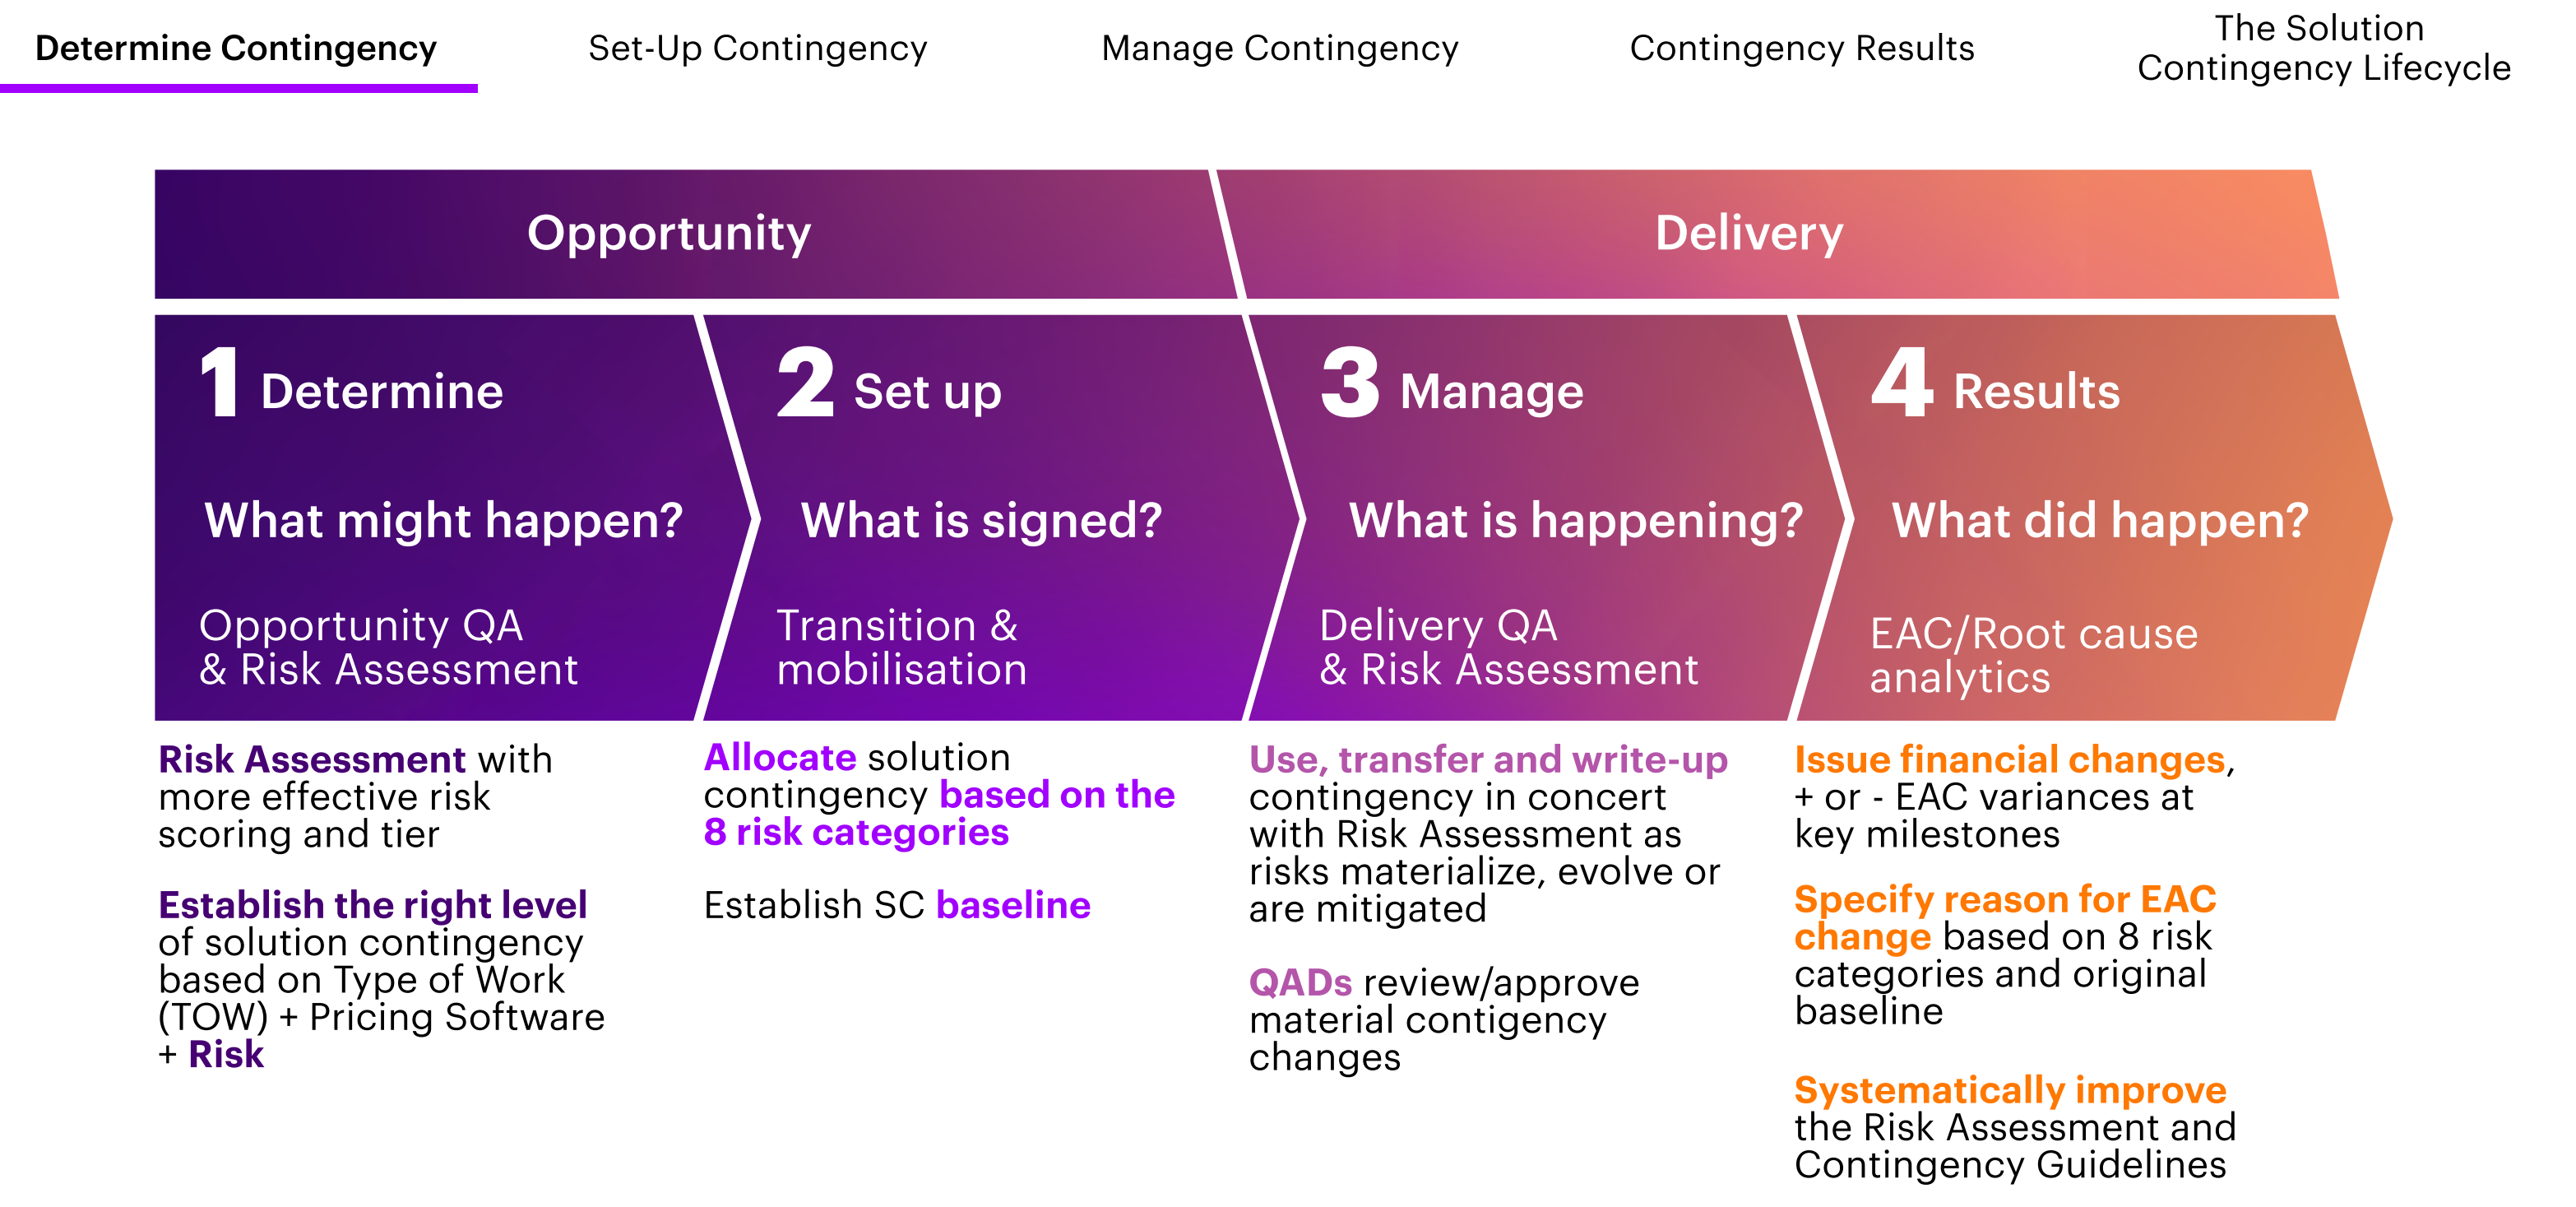 Determine Contingency
Set-Up Contingency
Manage Contingency
Contingency Results
The Solution
Contingency Lifecycle
Opportunity
Delivery
1 Determine
What might happen?
Opportunity QA
& Risk Assessment
2 Set up
What is signed?
Transition &
mobilisation
3 Manage
What is happening?
Delivery QA
& Risk Assessment
4 Results
What did happen?
EAC/Root cause
analytics
Risk Assessment with
more effective risk
scoring and tier
Establish the right level
of solution contingency
based on Type of Work
(TOW) + Pricing Software
+ Risk
Allocate solution
contingency based on the
8 risk categories
Establish SC baseline
Use, transfer and write-up
contingency in concert
with Risk Assessment as
risks materialize, evolve or
are mitigated
QADs review/approve
material contigency
changes
Issue financial changes,
+ or - EAC variances at
key milestones
Specify reason for EAC
change based on 8 risk
categories and original
baseline
Systematically improve
the Risk Assessment and
Contingency Guidelines